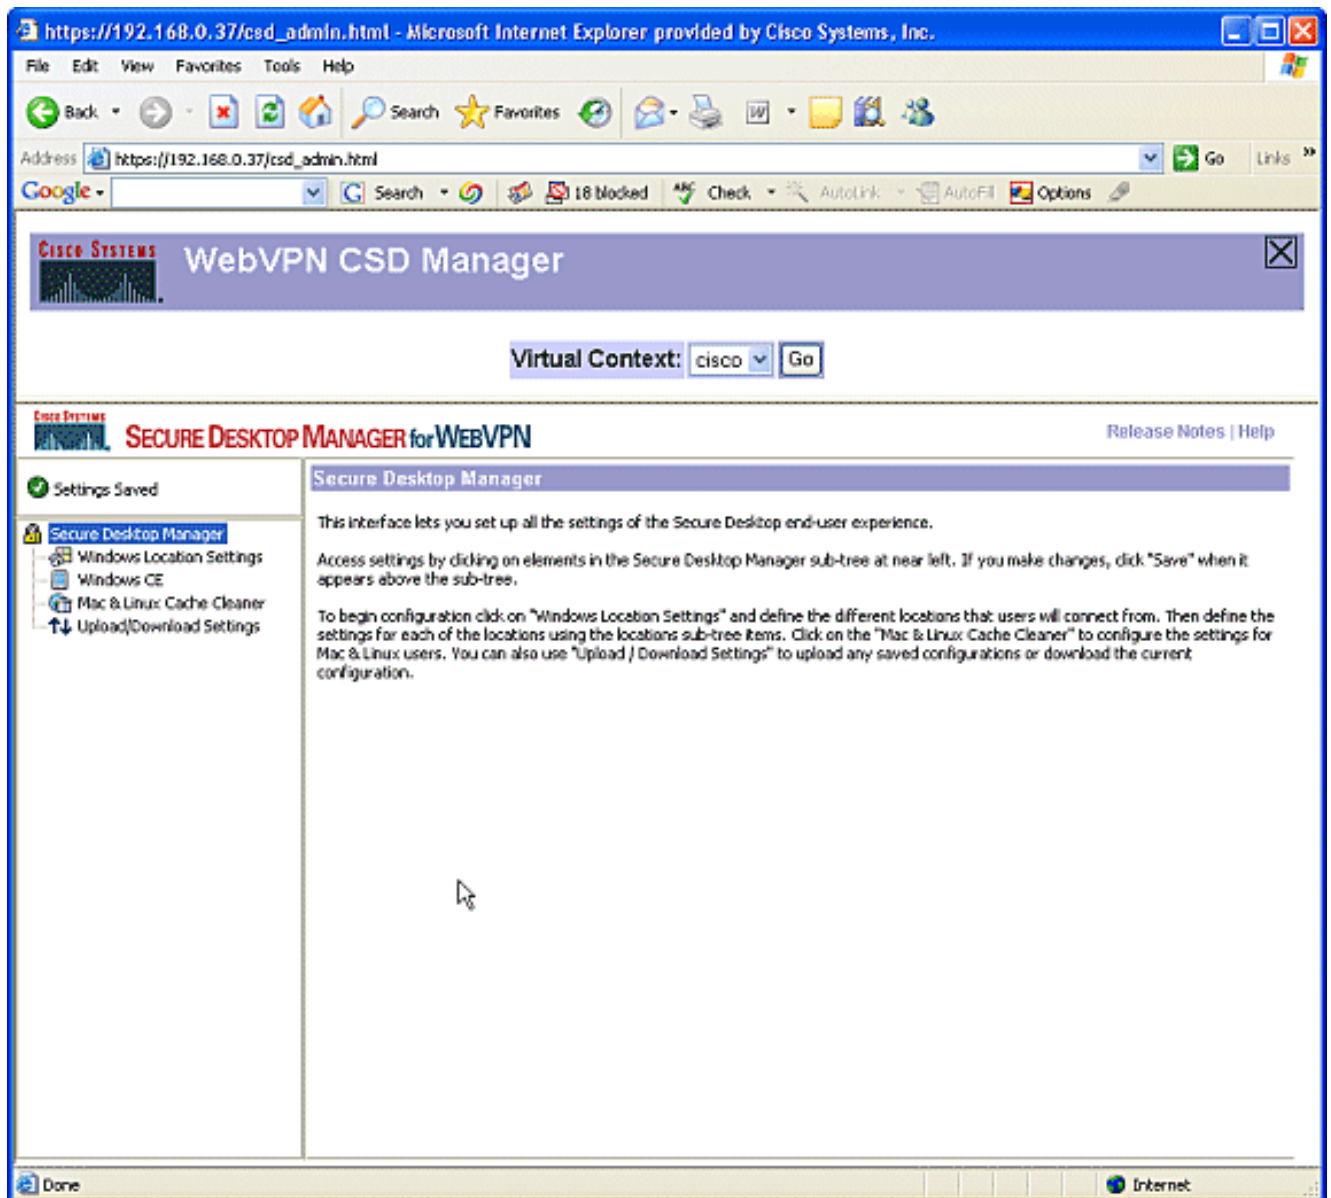 https://192.168.0.37/csd_admin.html - Microsoft Internet Explorer provided by Cisco Systems, Inc.
File Edit View Favorites Tools Help
Back Search Favorites W
Address https://192.168.0.37/csd_admin.html Go Links »
Google G Search 18 blocked ABC Check AutoLink AutoFill Options
CISCO SYSTEMS WebVPN CSD Manager
Virtual Context: cisco Go
CISCO SYSTEMS SECURE DESKTOP MANAGER for WEBVPN Release Notes | Help
Settings Saved
Secure Desktop Manager
Windows Location Settings
Windows CE
Mac & Linux Cache Cleaner
Upload/Download Settings
Secure Desktop Manager
This interface lets you set up all the settings of the Secure Desktop end-user experience.
Access settings by clicking on elements in the Secure Desktop Manager sub-tree at near left. If you make changes, click "Save" when it
appears above the sub-tree.
To begin configuration click on "Windows Location Settings" and define the different locations that users will connect from. Then define the
settings for each of the locations using the locations sub-tree items. Click on the "Mac & Linux Cache Cleaner" to configure the settings for
Mac & Linux users. You can also use "Upload / Download Settings" to upload any saved configurations or download the current
configuration.
Done Internet